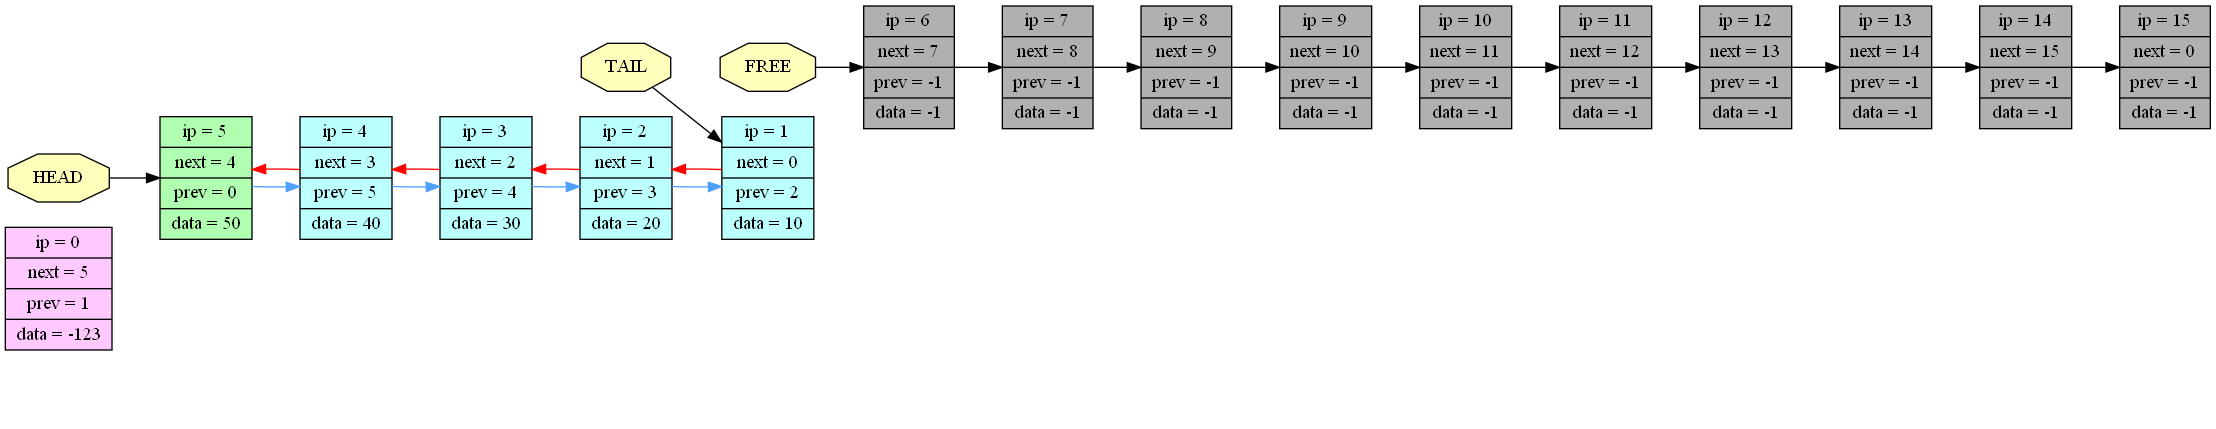 ip = 6
next = 7
prev = -1
data = -1
ip = 7
next = 8
prev = -1
data = -1
ip = 8
next = 9
prev = -1
data = -1
ip = 9
next = 10
prev = -1
data = -1
ip = 10
next = 11
prev = -1
data = -1
ip = 11
next = 12
prev = -1
data = -1
ip = 12
next = 13
prev = -1
data = -1
ip = 13
next = 14
prev = -1
data = -1
ip = 14
next = 15
prev = -1
data = -1
ip = 15
next = 0
prev = -1
data = -1
TAIL
FREE
HEAD
ip = 5
next = 4
prev = 0
data = 50
ip = 4
next = 3
prev = 5
data = 40
ip = 3
next = 2
prev = 4
data = 30
ip = 2
next = 1
prev = 3
data = 20
ip = 1
next = 0
prev = 2
data = 10
ip = 0
next = 5
prev = 1
data = -123